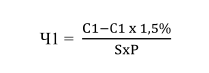 Ч1 = (С1−С1 х 1,5%) / SxP